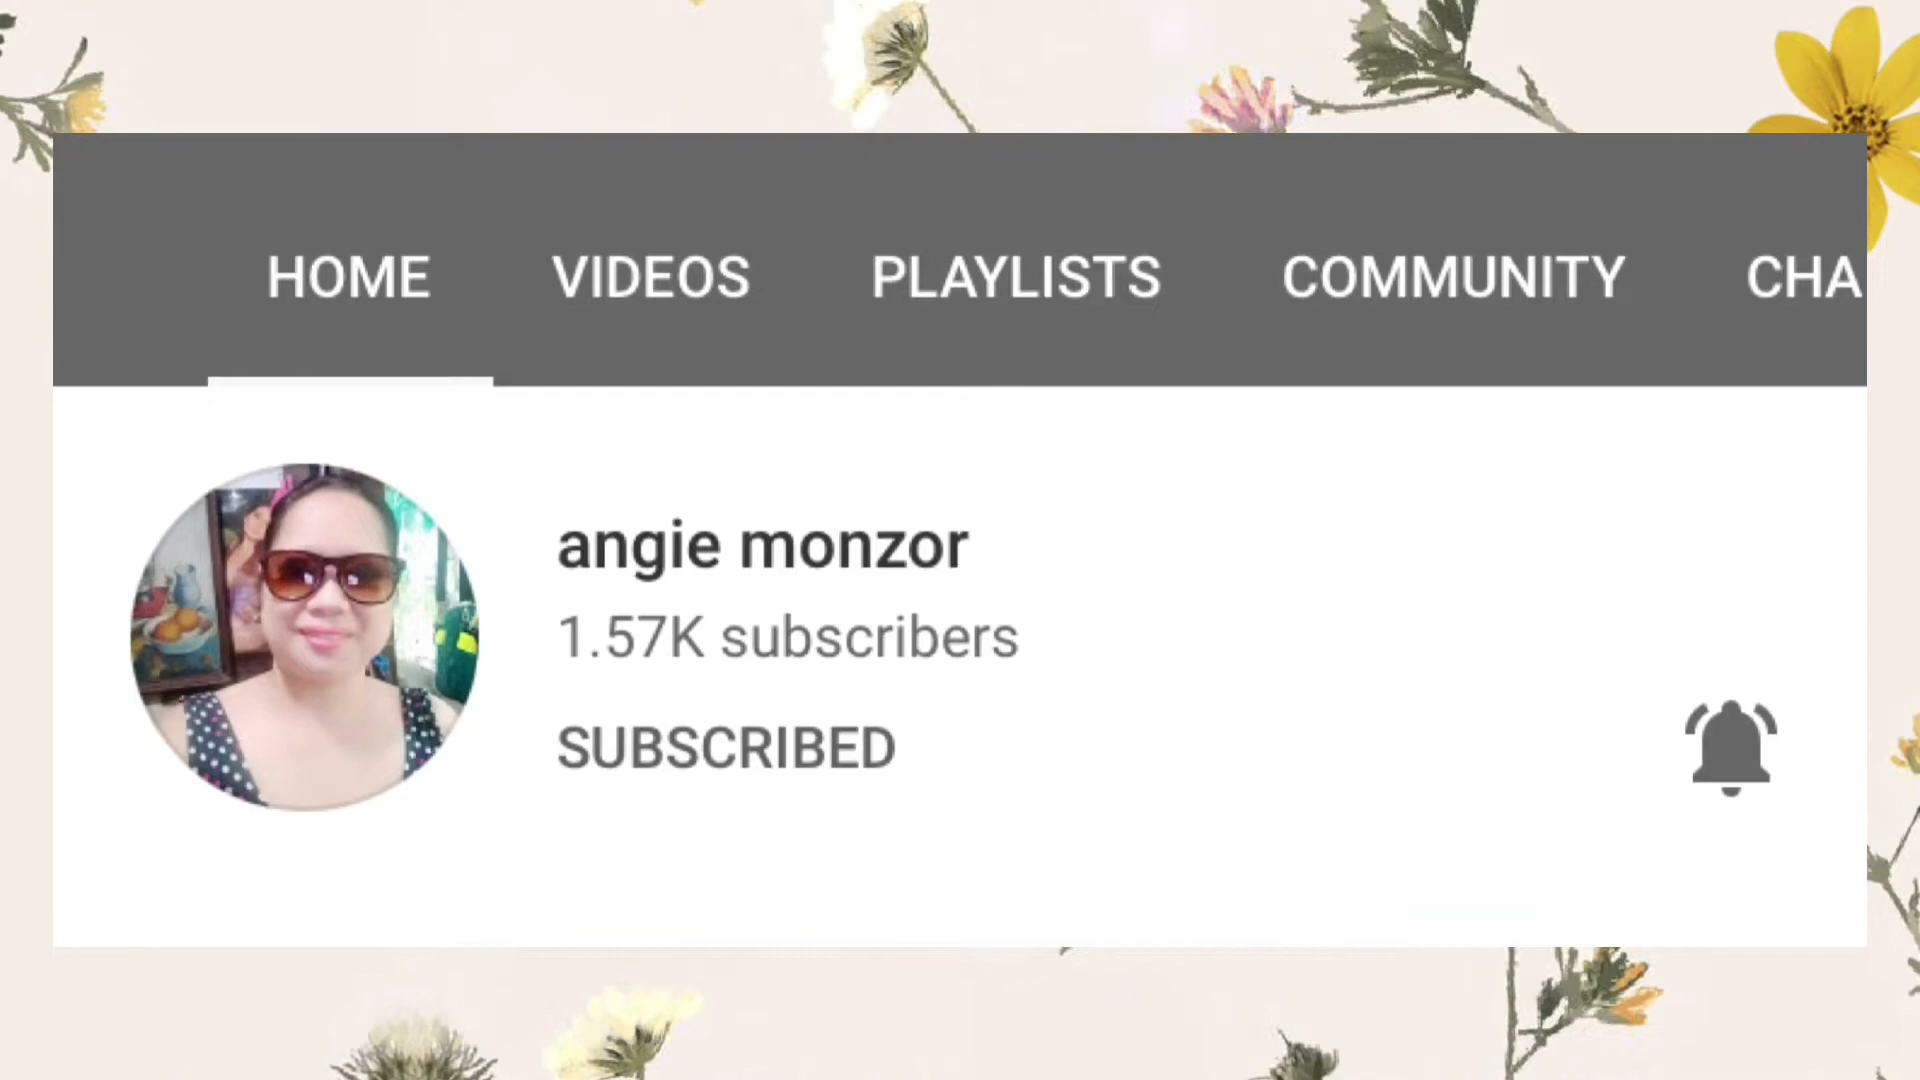 HOME VIDEOS PLAYLISTS COMMUNITY CHA
angie monzor
1.57K subscribers
SUBSCRIBED